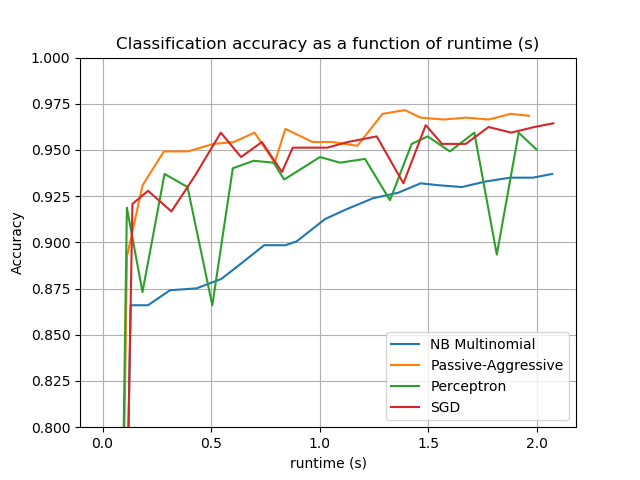 Classification accuracy as a function of runtime (s)
1.000
0.975
0.950
0.925
0.900
0.875
0.850
0.825
0.800
Accuracy
NB Multinomial
Passive-Aggressive
Perceptron
SGD
0.0 0.5 1.0 1.5 2.0
runtime (s)